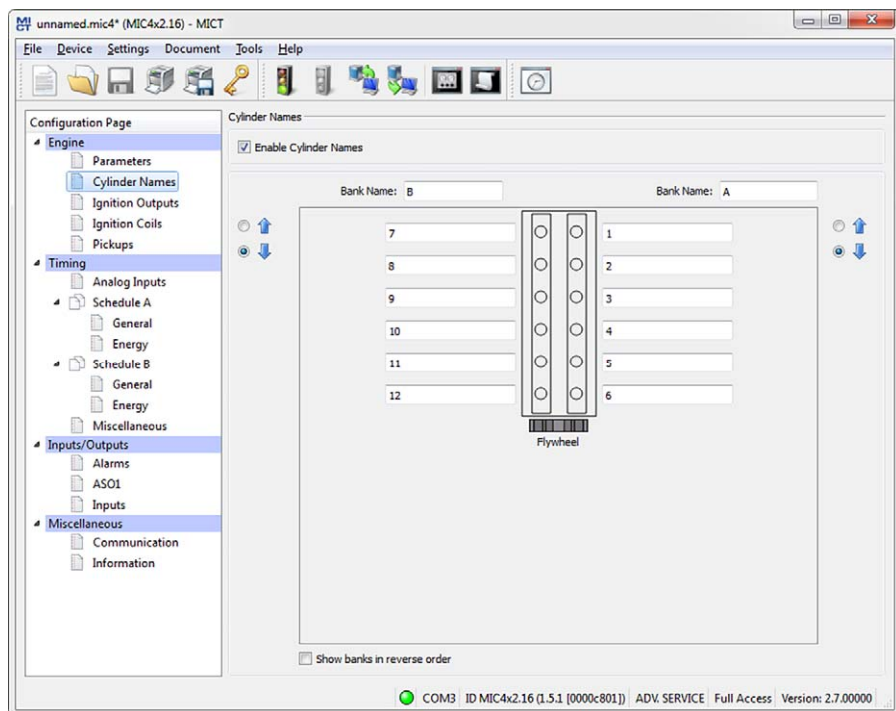 MI CT unnamed.mic4* (MIC4x2.16) - MICT
File Device Settings Document Tools Help
Configuration Page
Engine
Parameters
Cylinder Names
Ignition Outputs
Ignition Coils
Pickups
Timing
Analog Inputs
Schedule A
General
Energy
Schedule B
General
Energy
Miscellaneous
Inputs/Outputs
Alarms
ASO1
Inputs
Miscellaneous
Communication
Information
Cylinder Names
Enable Cylinder Names
Bank Name: B Bank Name: A
7 1
8 2
9 3
10 4
11 5
12 6
Flywheel
Show banks in reverse order
COM3 ID MIC4x2.16 (1.5.1 [0000c801]) ADV. SERVICE Full Access Version: 2.7.00000